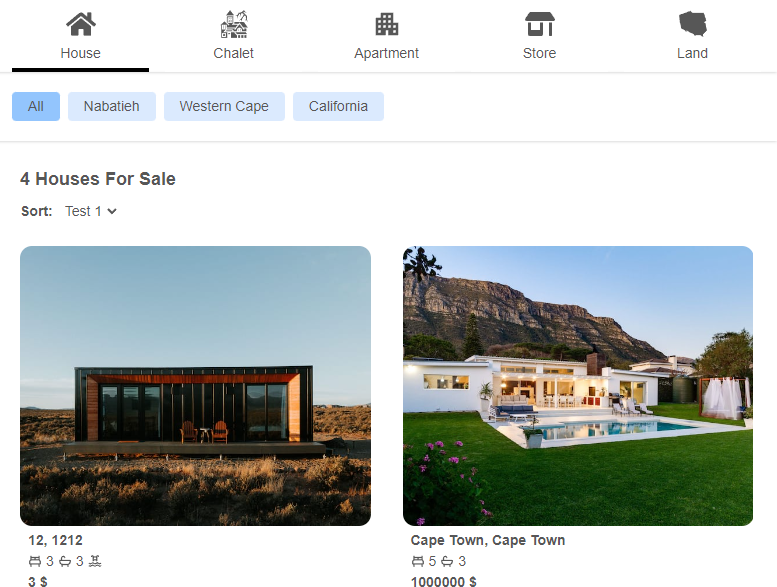 House Chalet Apartment Store Land
All Nabatieh Western Cape California
4 Houses For Sale
Sort: Test 1
12, 1212
3 3
3 $
Cape Town, Cape Town
5 3
1000000 $